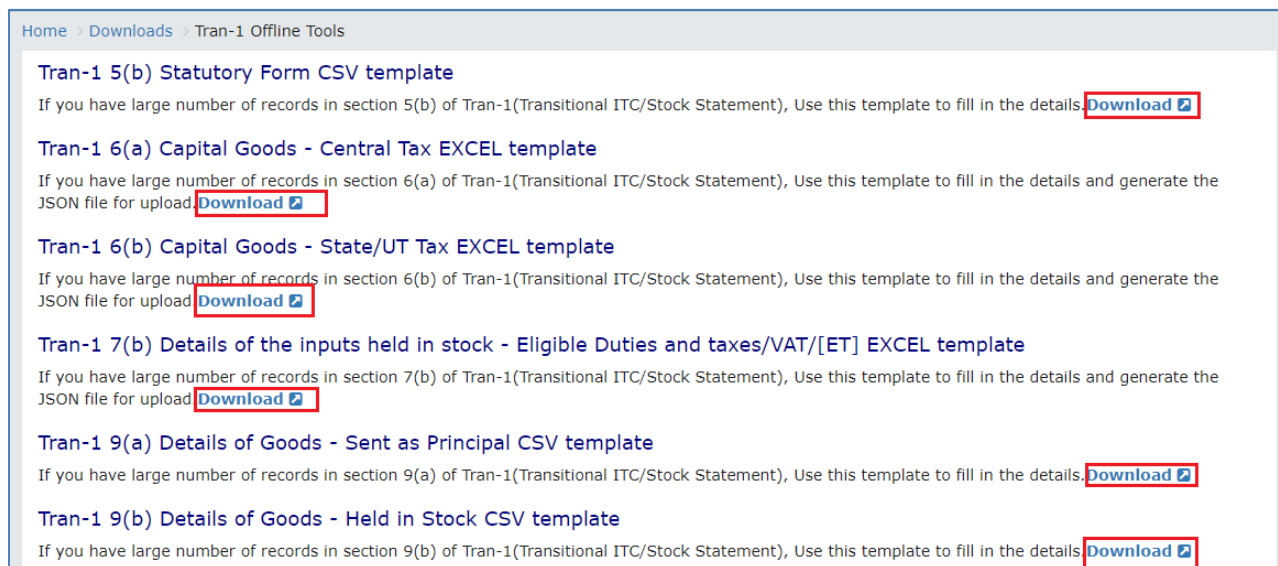 Home > Downloads > Tran-1 Offline Tools
Tran-1 5(b) Statutory Form CSV template
If you have large number of records in section 5(b) of Tran-1(Transitional ITC/Stock Statement), Use this template to fill in the details.Download
Tran-1 6(a) Capital Goods - Central Tax EXCEL template
If you have large number of records in section 6(a) of Tran-1(Transitional ITC/Stock Statement), Use this template to fill in the details and generate the
JSON file for upload.Download
Tran-1 6(b) Capital Goods - State/UT Tax EXCEL template
If you have large number of records in section 6(b) of Tran-1(Transitional ITC/Stock Statement), Use this template to fill in the details and generate the
JSON file for upload.Download
Tran-1 7(b) Details of the inputs held in stock - Eligible Duties and taxes/VAT/[ET] EXCEL template
If you have large number of records in section 7(b) of Tran-1(Transitional ITC/Stock Statement), Use this template to fill in the details and generate the
JSON file for upload.Download
Tran-1 9(a) Details of Goods - Sent as Principal CSV template
If you have large number of records in section 9(a) of Tran-1(Transitional ITC/Stock Statement), Use this template to fill in the details.Download
Tran-1 9(b) Details of Goods - Held in Stock CSV template
If you have large number of records in section 9(b) of Tran-1(Transitional ITC/Stock Statement), Use this template to fill in the details.Download